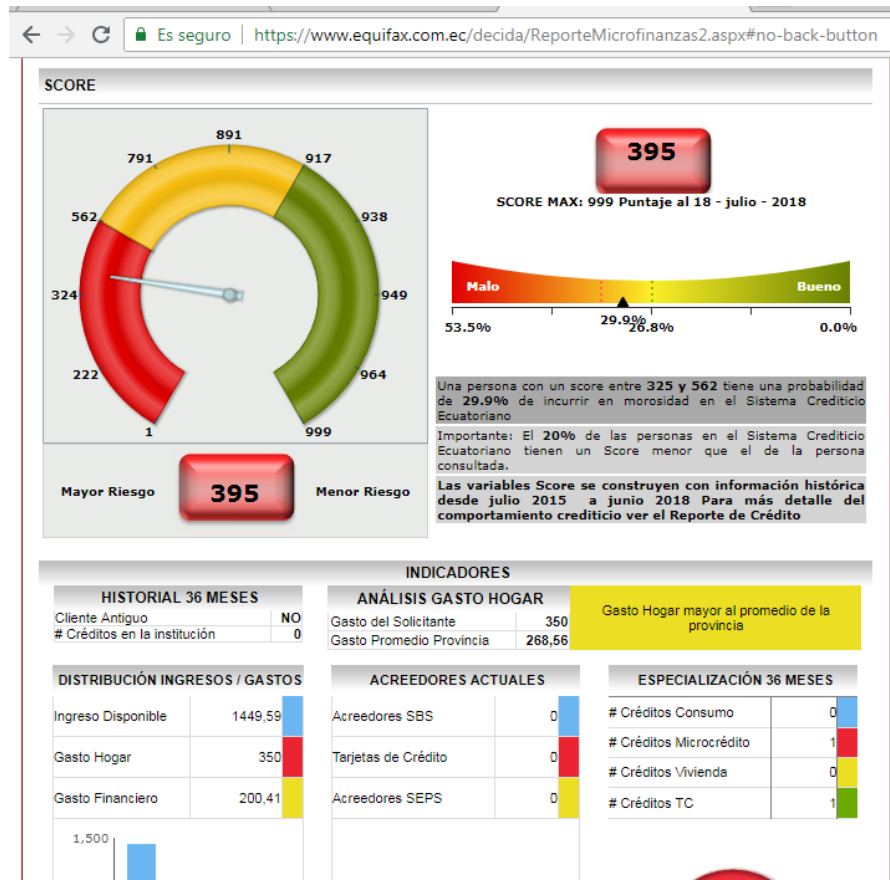 Es seguro | https://www.equifax.com.ec/decida/ReporteMicrofinanzas2.aspx#no-back-button
SCORE
891
791
917
562
938
324
949
222
964
1
999
Mayor Riesgo
395
Menor Riesgo
395
SCORE MAX: 999 Puntaje al 18 - julio - 2018
Malo
Bueno
53.5%
29.9%
26.8%
0.0%
Una persona con un score entre 325 y 562 tiene una probabilidad
de 29.9% de incurrir en morosidad en el Sistema Crediticio
Ecuatoriano
Importante: El 20% de las personas en el Sistema Crediticio
Ecuatoriano tienen un Score menor que el de la persona
consultada.
Las variables Score se construyen con información histórica
desde julio 2015 a junio 2018 Para más detalle del
comportamiento crediticio ver el Reporte de Crédito
INDICADORES
HISTORIAL 36 MESES
Cliente Antiguo NO
# Créditos en la institución 0
ANÁLISIS GASTO HOGAR
Gasto del Solicitante 350
Gasto Promedio Provincia 268,56
Gasto Hogar mayor al promedio de la
provincia
DISTRIBUCIÓN INGRESOS / GASTOS
Ingreso Disponible 1449,59
Gasto Hogar 350
Gasto Financiero 200,41
1,500
ACREEDORES ACTUALES
Acreedores SBS 0
Tarjetas de Crédito 0
Acreedores SEPS 0
ESPECIALIZACIÓN 36 MESES
# Créditos Consumo 0
# Créditos Microcrédito 1
# Créditos Vivienda 0
# Créditos TC 1